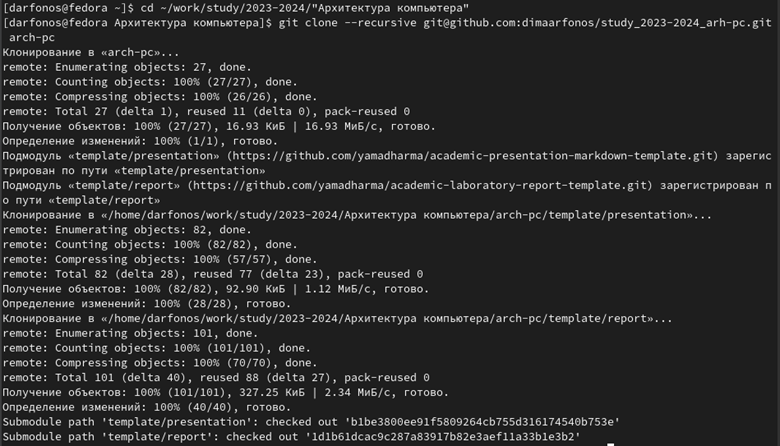 [darfonos@fedora ~]$ cd ~/work/study/2023-2024/"Архитектура компьютера"
[darfonos@fedora Архитектура компьютера]$ git clone --recursive git@github.com:dimaarfonos/study_2023-2024_arh-pc.git
 arch-pc
Клонирование в «arch-pc»...
remote: Enumerating objects: 27, done.
remote: Counting objects: 100% (27/27), done.
remote: Compressing objects: 100% (26/26), done.
remote: Total 27 (delta 1), reused 11 (delta 0), pack-reused 0
Получение объектов: 100% (27/27), 16.93 КиБ | 16.93 МиБ/с, готово.
Определение изменений: 100% (1/1), готово.
Подмодуль «template/presentation» (https://github.com/yamadharma/academic-presentation-markdown-template.git) зарегис
трирован по пути «template/presentation»
Подмодуль «template/report» (https://github.com/yamadharma/academic-laboratory-report-template.git) зарегистрирован п
о пути «template/report»
Клонирование в «/home/darfonos/work/study/2023-2024/Архитектура компьютера/arch-pc/template/presentation»...
remote: Enumerating objects: 82, done.
remote: Counting objects: 100% (82/82), done.
remote: Compressing objects: 100% (57/57), done.
remote: Total 82 (delta 28), reused 77 (delta 23), pack-reused 0
Получение объектов: 100% (82/82), 92.90 КиБ | 1.12 МиБ/с, готово.
Определение изменений: 100% (28/28), готово.
Клонирование в «/home/darfonos/work/study/2023-2024/Архитектура компьютера/arch-pc/template/report»...
remote: Enumerating objects: 101, done.
remote: Counting objects: 100% (101/101), done.
remote: Compressing objects: 100% (70/70), done.
remote: Total 101 (delta 40), reused 88 (delta 27), pack-reused 0
Получение объектов: 100% (101/101), 327.25 КиБ | 2.34 МиБ/с, готово.
Определение изменений: 100% (40/40), готово.
Submodule path 'template/presentation': checked out 'b1be3800ee91f5809264cb755d316174540b753e'
Submodule path 'template/report': checked out '1d1b61dcac9c287a83917b82e3aef11a33b1e3b2'